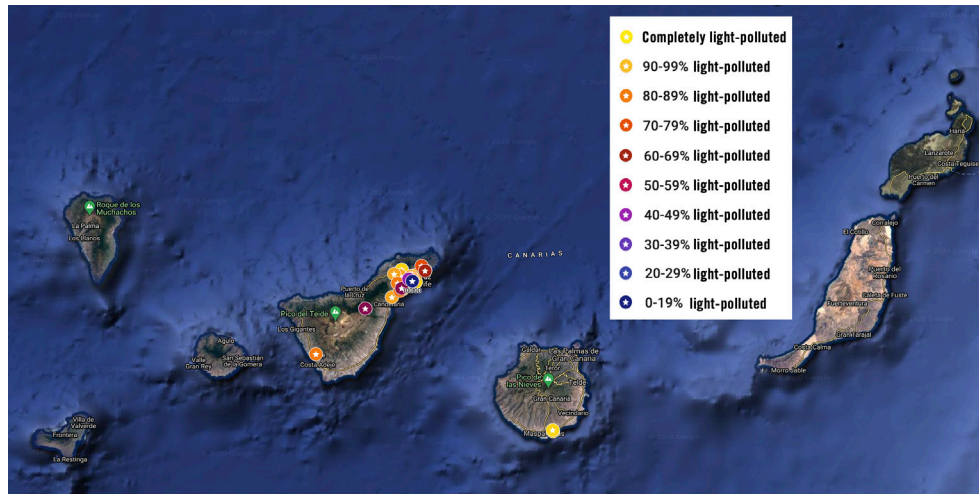 Completely light-polluted
90-99% light-polluted
80-89% light-polluted
70-79% light-polluted
60-69% light-polluted
50-59% light-polluted
40-49% light-polluted
30-39% light-polluted
20-29% light-polluted
0-19% light-polluted
Haría
Lanzarote
Costa Teguise
Puerto del
Carmen
Roque de los
Muchachos
La Palma
Los Llanos
Corralejo
El Cotillo
CANARIAS
Puerto del
Rosario
Caleta de Fuste
Fuerteventura
Gran Tarajal
Costa Calma
Morro Jable
Puerto de
la Cruz
Candelaria
Pico del Teide
Los Gigantes
Costa Adeje
Agulo
Valle
Gran Rey
San Sebastián
de la Gomera
Gáldar
Las Palmas de
Gran Canaria
Teror
Pico de
las Nieves
Telde
Gran Canaria
Vecindario
Villa de
Valverde
Frontera
La Restinga